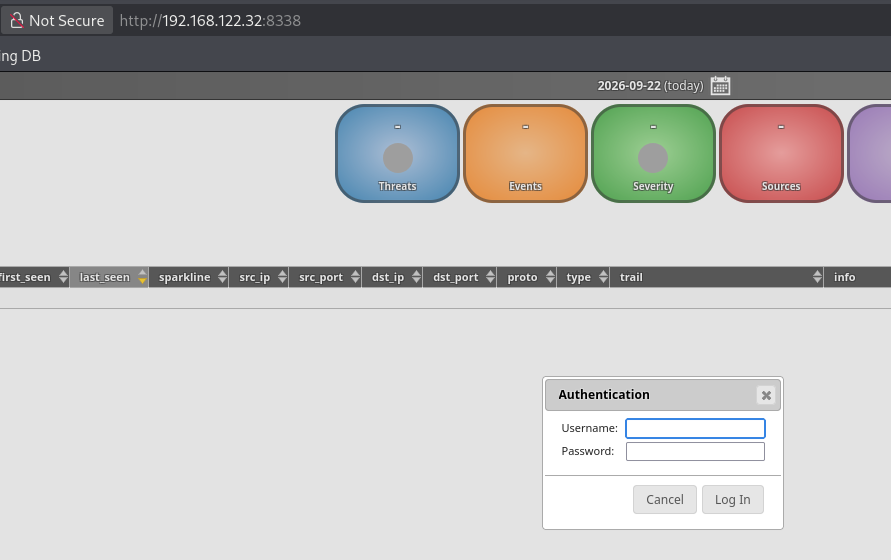 Not Secure http://192.168.122.32:8338
ing DB
2026-09-22 (today)
- - - -
Threats Events Severity Sources
first_seen last_seen sparkline src_ip src_port dst_ip dst_port proto type trail info
Authentication
Username:
Password:
Cancel Log In